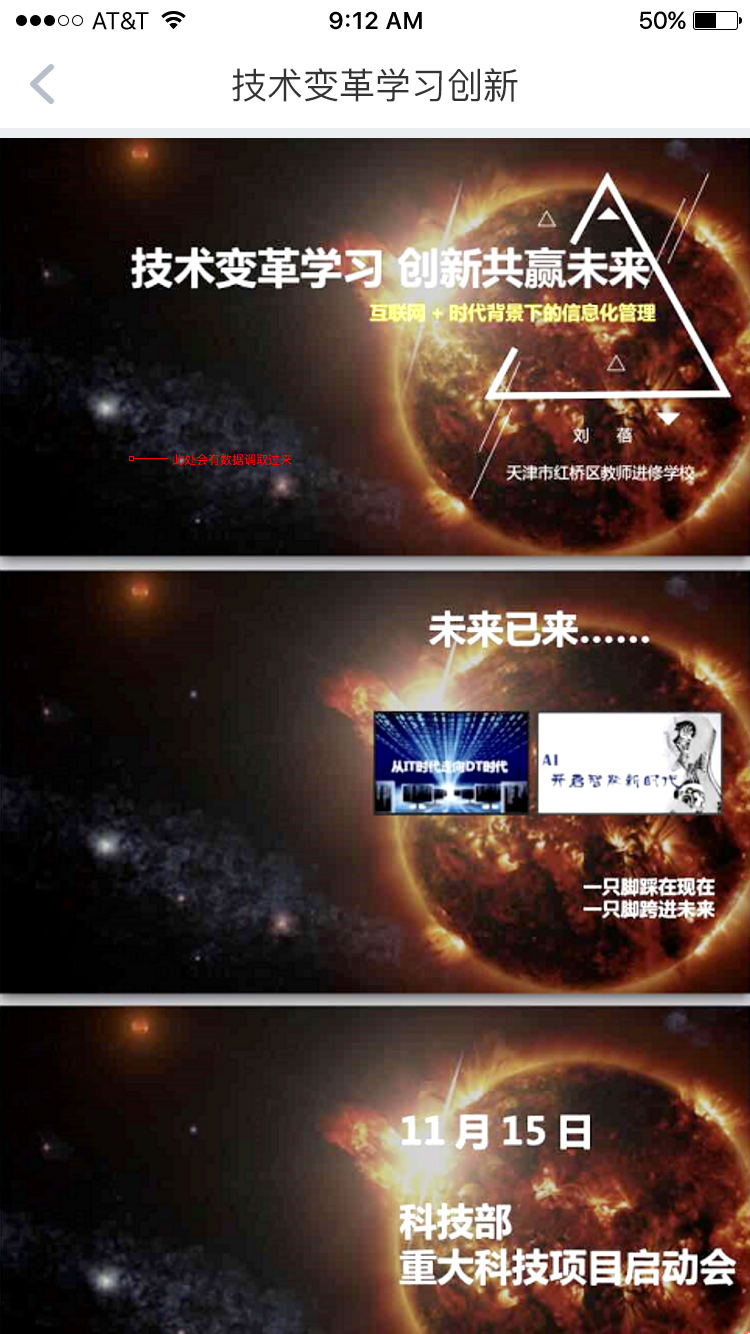 AT&T 9:12 AM 50%
技术变革学习创新
技术变革学习 创新共赢未来
互联网 + 时代背景下的信息化管理
刘 蓓
此处会有数据调取过来
天津市红桥区教师进修学校
未来已来......
从IT时代走向DT时代
AI
开启智能新时代
一只脚踩在现在
一只脚跨进未来
11 月 15 日
科技部
重大科技项目启动会